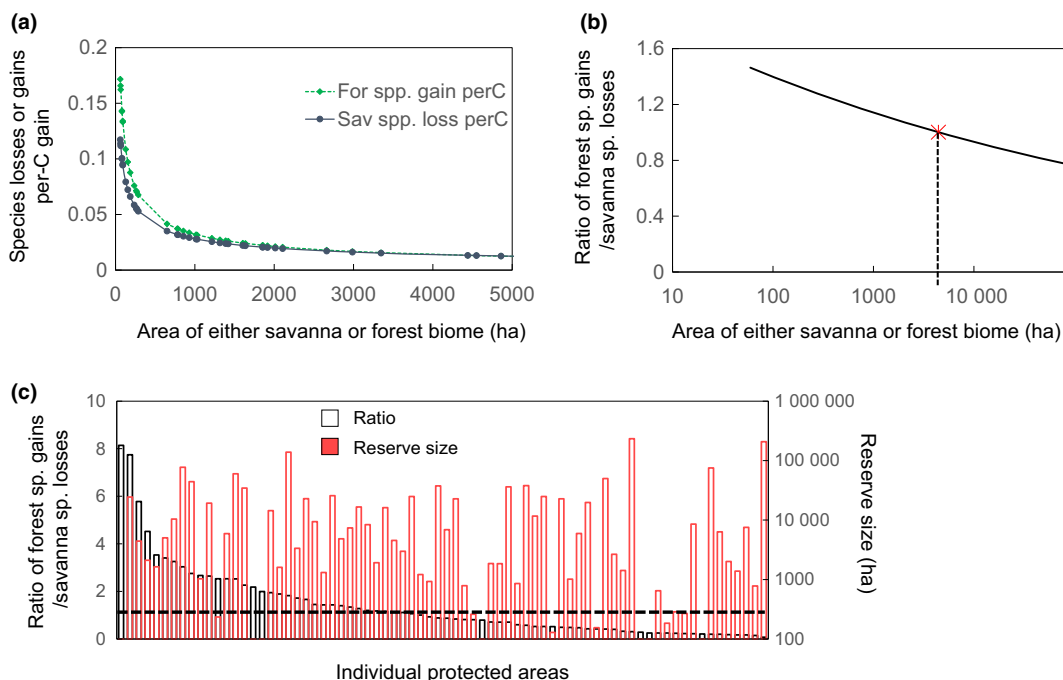 (a)
Species losses or gains
per-C gain
0.2
0.15
0.1
0.05
0
For spp. gain perC
Sav spp. loss perC
0 1000 2000 3000 4000 5000
Area of either savanna or forest biome (ha)
(b)
Ratio of forest sp. gains
/savanna sp. losses
1.6
1.2
0.8
0.4
0
10 100 1000 10 000
Area of either savanna or forest biome (ha)
(c)
Ratio of forest sp. gains
/savanna sp. losses
10
8
6
4
2
0
Ratio
Reserve size
1 000 000
100 000
10 000
1000
100
Reserve size
(ha)
Individual protected areas